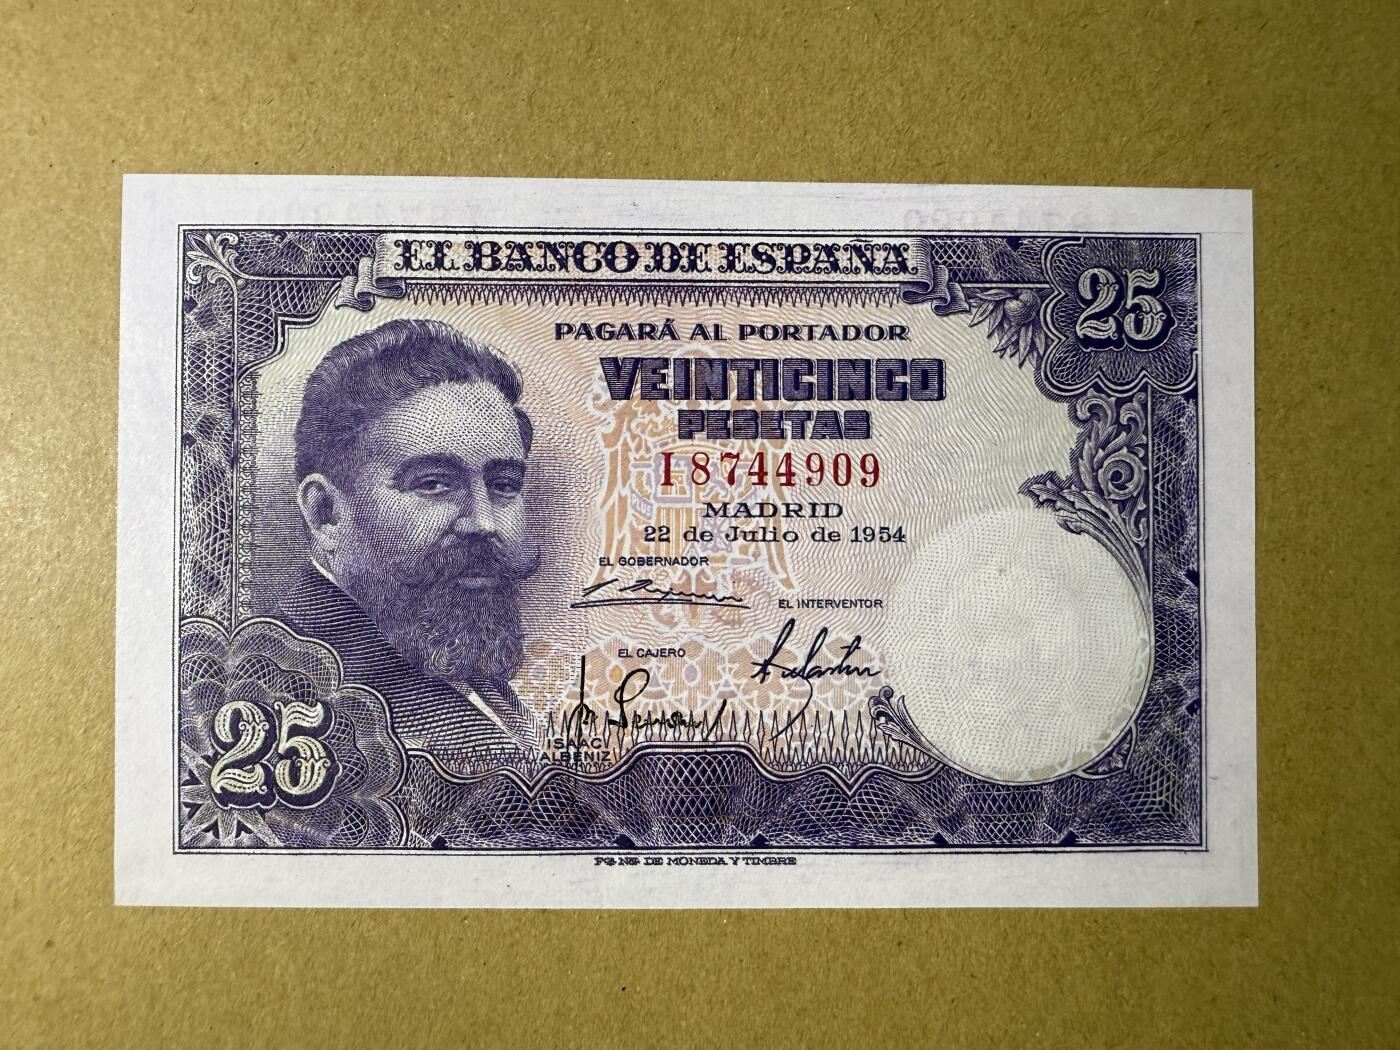 EL BANCO DE ESPAÑA
25
PAGARÁ AL PORTADOR
VEINTICINCO
PESETAS
I8744909
MADRID
22 de Julio de 1954
EL GOBERNADOR
EL INTERVENTOR
EL CAJERO
ISAAC
ALBENIZ
25
FCA NAL DE MONEDA Y TIMBRE